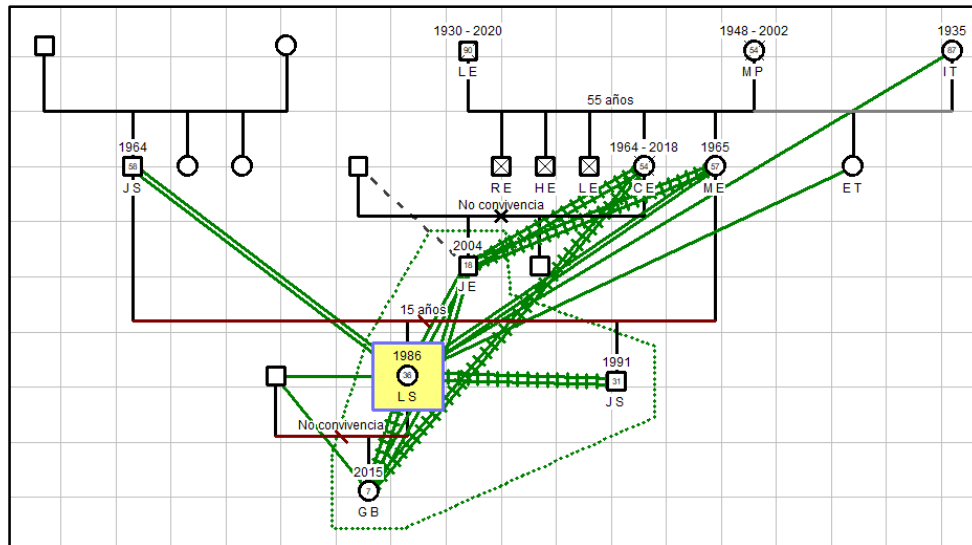 1930 - 2020
1948 - 2002
1935
90
54
87
L E
M P
I T
55 años
1964
1964 - 2018
1965
58
54
57
J S
R E
H E
L E
C E
M E
E T
No convivencia
2004
18
J E
15 años
1986
1991
36
31
L S
J S
No convivencia
2015
7
G B